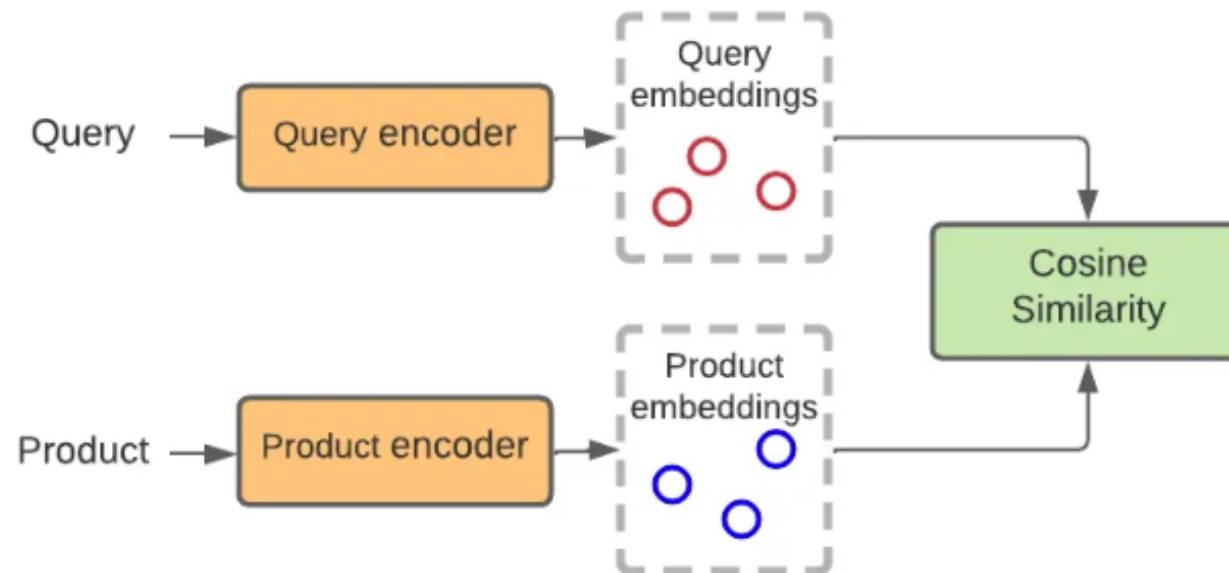 Query
Query encoder
Query
embeddings
Cosine
Similarity
Product
Product encoder
Product
embeddings